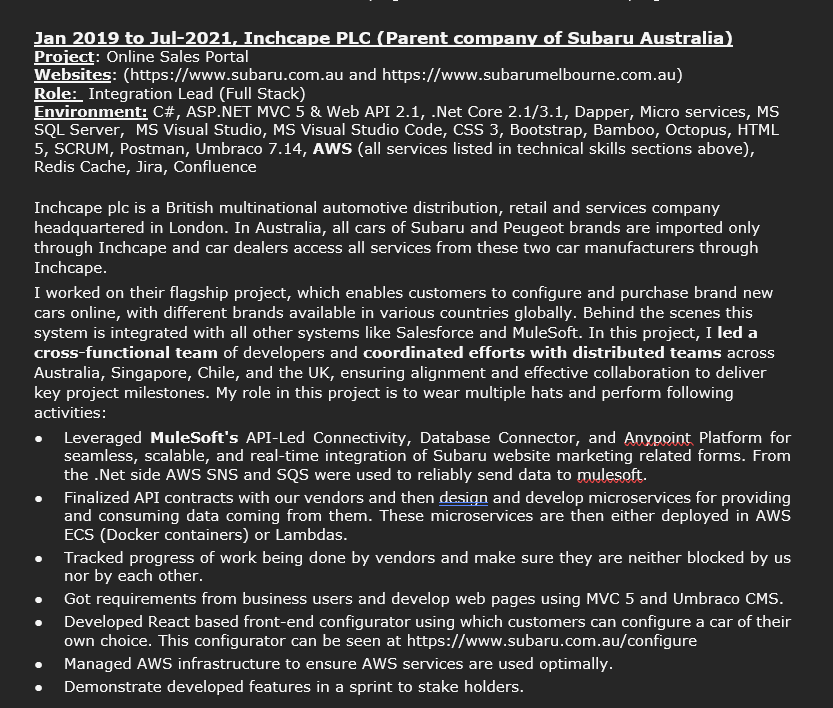 Jan 2019 to Jul-2021, Inchcape PLC (Parent company of Subaru Australia)
Project: Online Sales Portal
Websites: (https://www.subaru.com.au and https://www.subarumelbourne.com.au)
Role: Integration Lead (Full Stack)
Environment: C#, ASP.NET MVC 5 & Web API 2.1, .Net Core 2.1/3.1, Dapper, Micro services, MS
SQL Server, MS Visual Studio, MS Visual Studio Code, CSS 3, Bootstrap, Bamboo, Octopus, HTML
5, SCRUM, Postman, Umbraco 7.14, AWS (all services listed in technical skills sections above),
Redis Cache, Jira, Confluence
Inchcape plc is a British multinational automotive distribution, retail and services company
headquartered in London. In Australia, all cars of Subaru and Peugeot brands are imported only
through Inchcape and car dealers access all services from these two car manufacturers through
Inchcape.
I worked on their flagship project, which enables customers to configure and purchase brand new
cars online, with different brands available in various countries globally. Behind the scenes this
system is integrated with all other systems like Salesforce and MuleSoft. In this project, I led a
cross-functional team of developers and coordinated efforts with distributed teams across
Australia, Singapore, Chile, and the UK, ensuring alignment and effective collaboration to deliver
key project milestones. My role in this project is to wear multiple hats and perform following
activities:
• Leveraged MuleSoft's API-Led Connectivity, Database Connector, and Anypoint Platform for
seamless, scalable, and real-time integration of Subaru website marketing related forms. From
the .Net side AWS SNS and SQS were used to reliably send data to mulesoft.
• Finalized API contracts with our vendors and then design and develop microservices for providing
and consuming data coming from them. These microservices are then either deployed in AWS
ECS (Docker containers) or Lambdas.
• Tracked progress of work being done by vendors and make sure they are neither blocked by us
nor by each other.
• Got requirements from business users and develop web pages using MVC 5 and Umbraco CMS.
• Developed React based front-end configurator using which customers can configure a car of their
own choice. This configurator can be seen at https://www.subaru.com.au/configure
• Managed AWS infrastructure to ensure AWS services are used optimally.
• Demonstrate developed features in a sprint to stake holders.